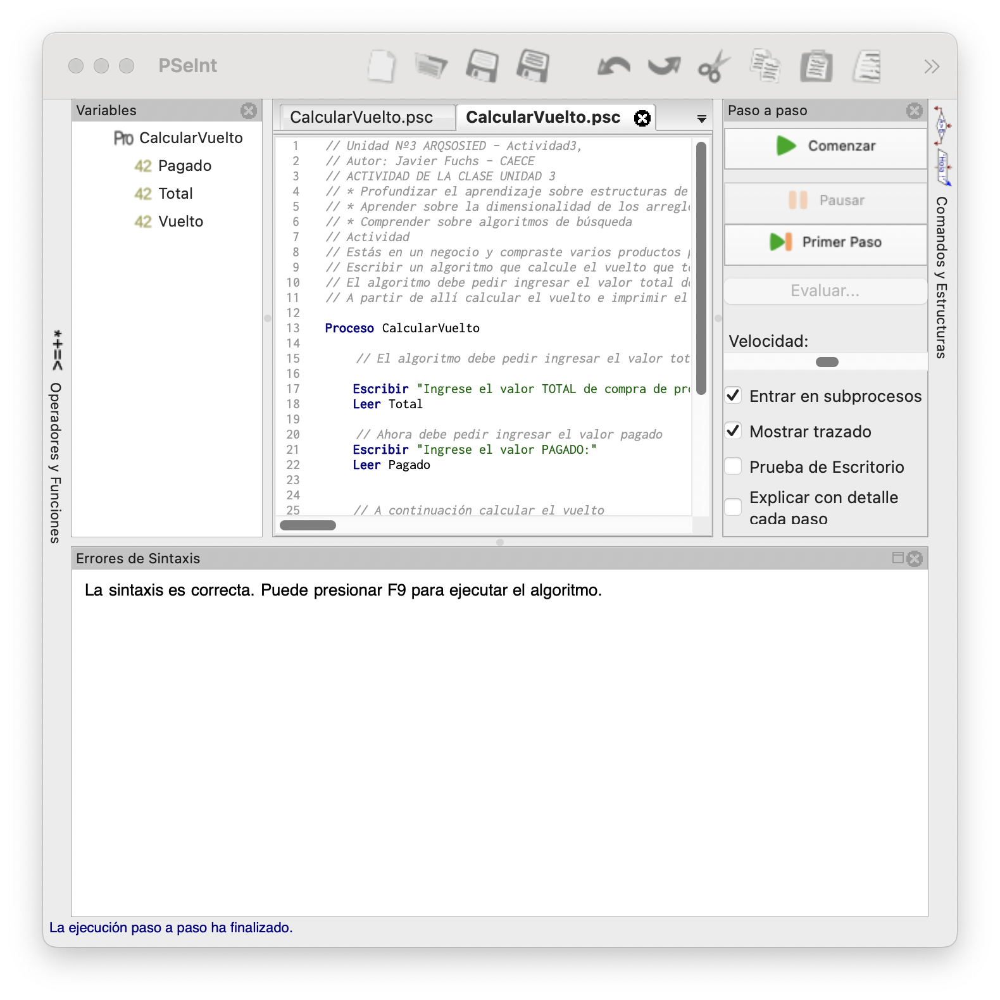 PSeInt
Variables
Pro CalcularVuelto
42 Pagado
42 Total
42 Vuelto
*+=<
Operadores y Funciones
CalcularVuelto.psc
CalcularVuelto.psc
1 // Unidad Nº3 ARQSOSIED - Actividad3,
2 // Autor: Javier Fuchs - CAECE
3 // ACTIVIDAD DE LA CLASE UNIDAD 3
4 // * Profundizar el aprendizaje sobre estructuras de
5 // * Aprender sobre la dimensionalidad de los arregl
6 // * Comprender sobre algoritmos de búsqueda
7 // Actividad
8 // Estás en un negocio y compraste varios productos
9 // Escribir un algoritmo que calcule el vuelto que t
10 // El algoritmo debe pedir ingresar el valor total d
11 // A partir de allí calcular el vuelto e imprimir el
12
13 Proceso CalcularVuelto
14
15 // El algoritmo debe pedir ingresar el valor tot
16
17 Escribir "Ingrese el valor TOTAL de compra de pr
18 Leer Total
19
20 // Ahora debe pedir ingresar el valor pagado
21 Escribir "Ingrese el valor PAGADO:"
22 Leer Pagado
23
24
25 // A continuación calcular el vuelto
Paso a paso
Comenzar
Pausar
Primer Paso
Evaluar...
Velocidad:
Entrar en subprocesos
Mostrar trazado
Prueba de Escritorio
Explicar con detalle
cada paso
Comandos y Estructuras
Errores de Sintaxis
La sintaxis es correcta. Puede presionar F9 para ejecutar el algoritmo.
La ejecución paso a paso ha finalizado.